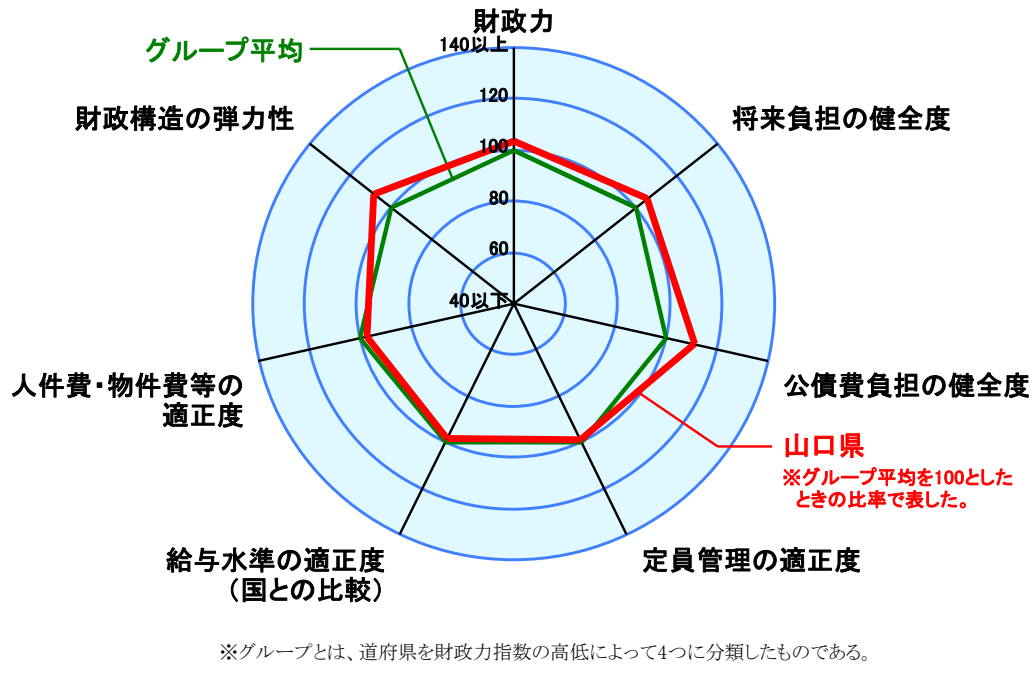 財政力
140以上
グループ平均
120
財政構造の弾力性
将来負担の健全度
100
80
60
40以下
人件費・物件費等の
適正度
公債費負担の健全度
山口県
※グループ平均を100とした
ときの比率で表した。
給与水準の適正度
（国との比較）
定員管理の適正度
※グループとは、道府県を財政力指数の高低によって4つに分類したものである。